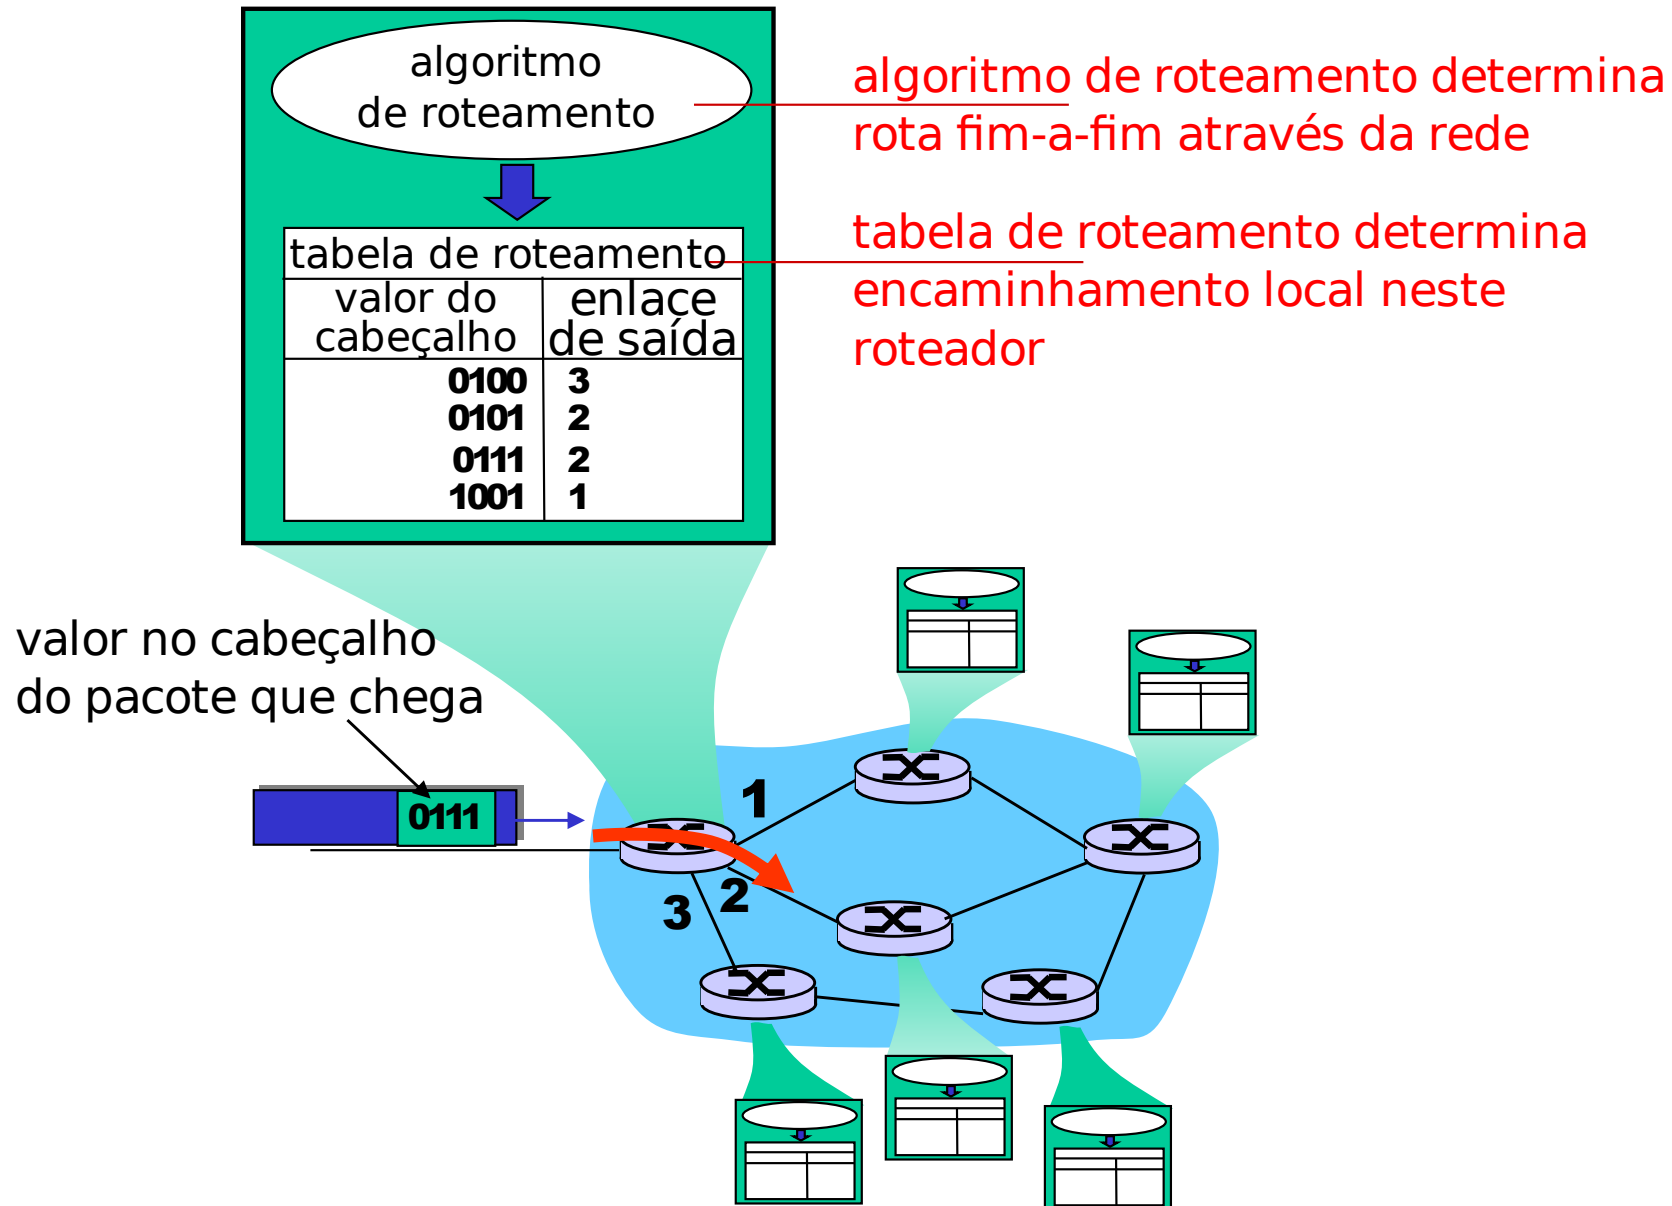 algoritmo
de roteamento
algoritmo de roteamento determina
rota fim-a-fim através da rede
tabela de roteamento determina
encaminhamento local neste
roteador
tabela de roteamento
valor do
cabeçalho
enlace
de saída
0100 3
0101 2
0111 2
1001 1
valor no cabeçalho
do pacote que chega
0111
1
2
3